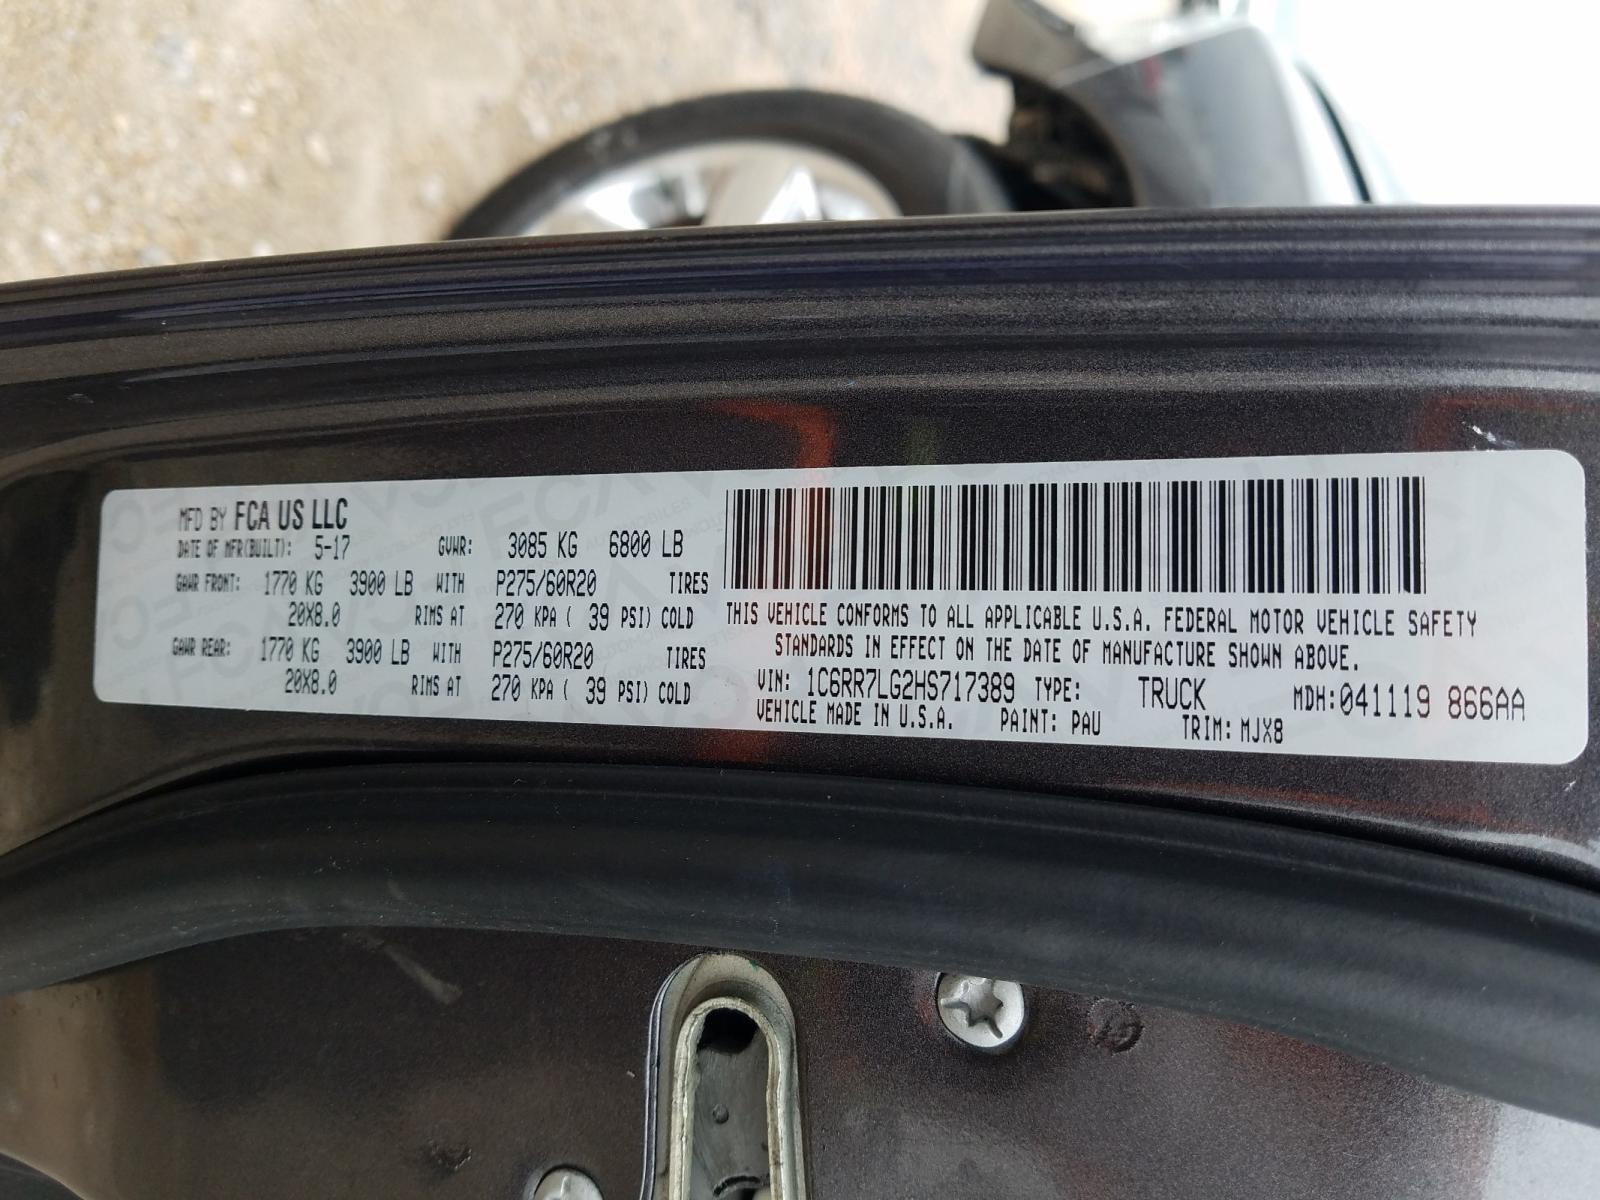 MFD BY FCA US LLC
DATE OF MFR(BUILT): 5-17 GVWR: 3085 KG 6800 LB
GAWR FRONT: 1770 KG 3900 LB WITH P275/60R20 TIRES
20X8.0 RIMS AT 270 KPA ( 39 PSI) COLD
GAWR REAR: 1770 KG 3900 LB WITH P275/60R20 TIRES
20X8.0 RIMS AT 270 KPA ( 39 PSI) COLD
THIS VEHICLE CONFORMS TO ALL APPLICABLE U.S.A. FEDERAL MOTOR VEHICLE SAFETY
STANDARDS IN EFFECT ON THE DATE OF MANUFACTURE SHOWN ABOVE.
VIN: 1C6RR7LG2HS717389 TYPE: TRUCK MDH:041119 866AA
VEHICLE MADE IN U.S.A. PAINT: PAU TRIM: MJX8